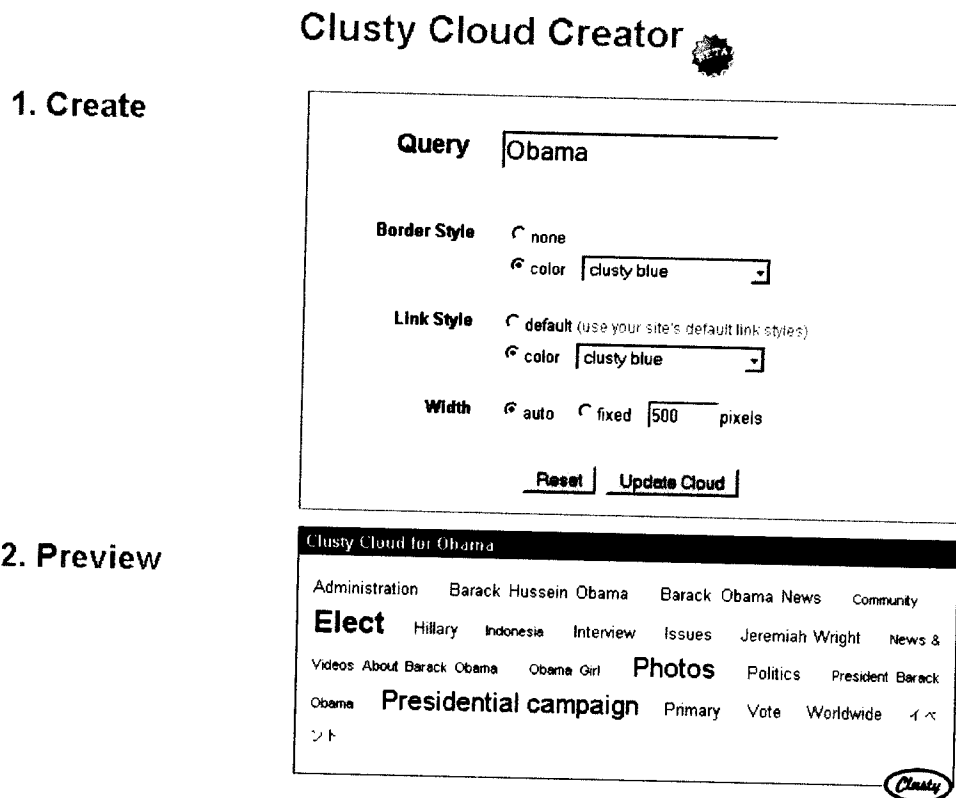 Clusty Cloud Creator BETA
1. Create
Query Obama
Border Style none
color clusty blue
Link Style default (use your site's default link styles)
color clusty blue
Width auto fixed 500 pixels
Reset Update Cloud
2. Preview
Clusty Cloud for Obama
Administration Barack Hussein Obama Barack Obama News Community
Elect Hillary Indonesia Interview Issues Jeremiah Wright News &
Videos About Barack Obama Obama Girl Photos Politics President Barack
Obama Presidential campaign Primary Vote Worldwide イベ
ント
Clusty